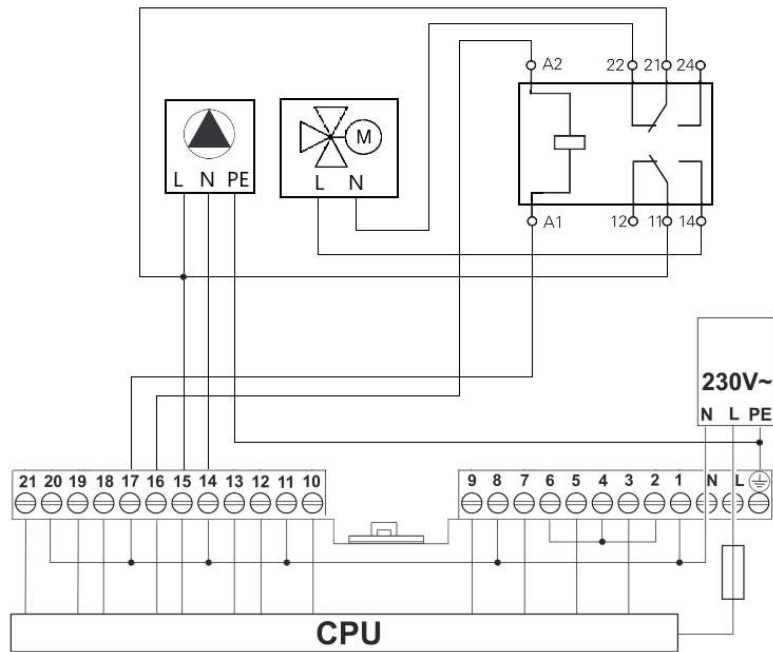 A2 22 21 24
L N PE
M
L N
A1 12 11 14
230V~
N L PE
21 20 19 18 17 16 15 14 13 12 11 10
9 8 7 6 5 4 3 2 1 N L
CPU